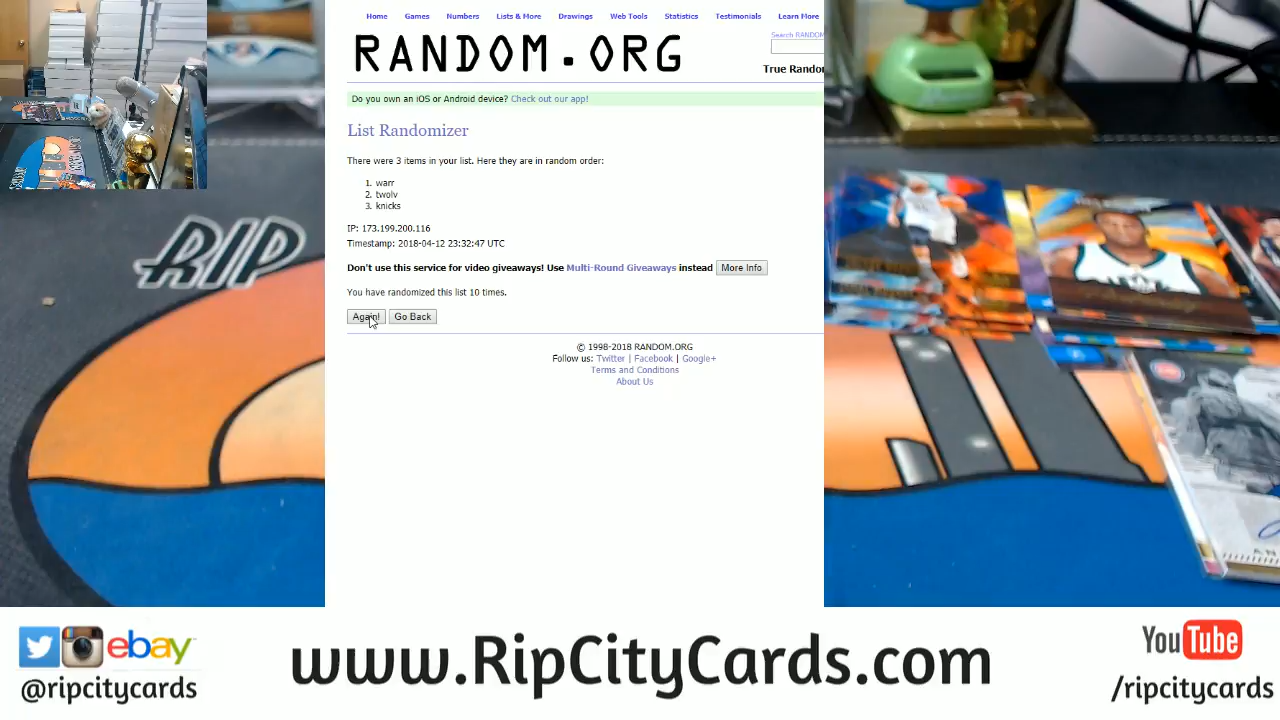 Home Games Numbers Lists & More Drawings Web Tools Statistics Testimonials Learn More
Search RANDOM
RANDOM.ORG
True Rando
Do you own an iOS or Android device? Check out our app!
List Randomizer
There were 3 items in your list. Here they are in random order:
1. warr
2. twolv
3. knicks
IP: 173.199.200.116
Timestamp: 2018-04-12 23:32:47 UTC
Don't use this service for video giveaways! Use Multi-Round Giveaways instead More Info
You have randomized this list 10 times.
Again! Go Back
© 1998-2018 RANDOM.ORG
Follow us: Twitter | Facebook | Google+
Terms and Conditions
About Us
RIP
ebay
@ripcitycards
www.RipCityCards.com
YouTube
/ripcitycards